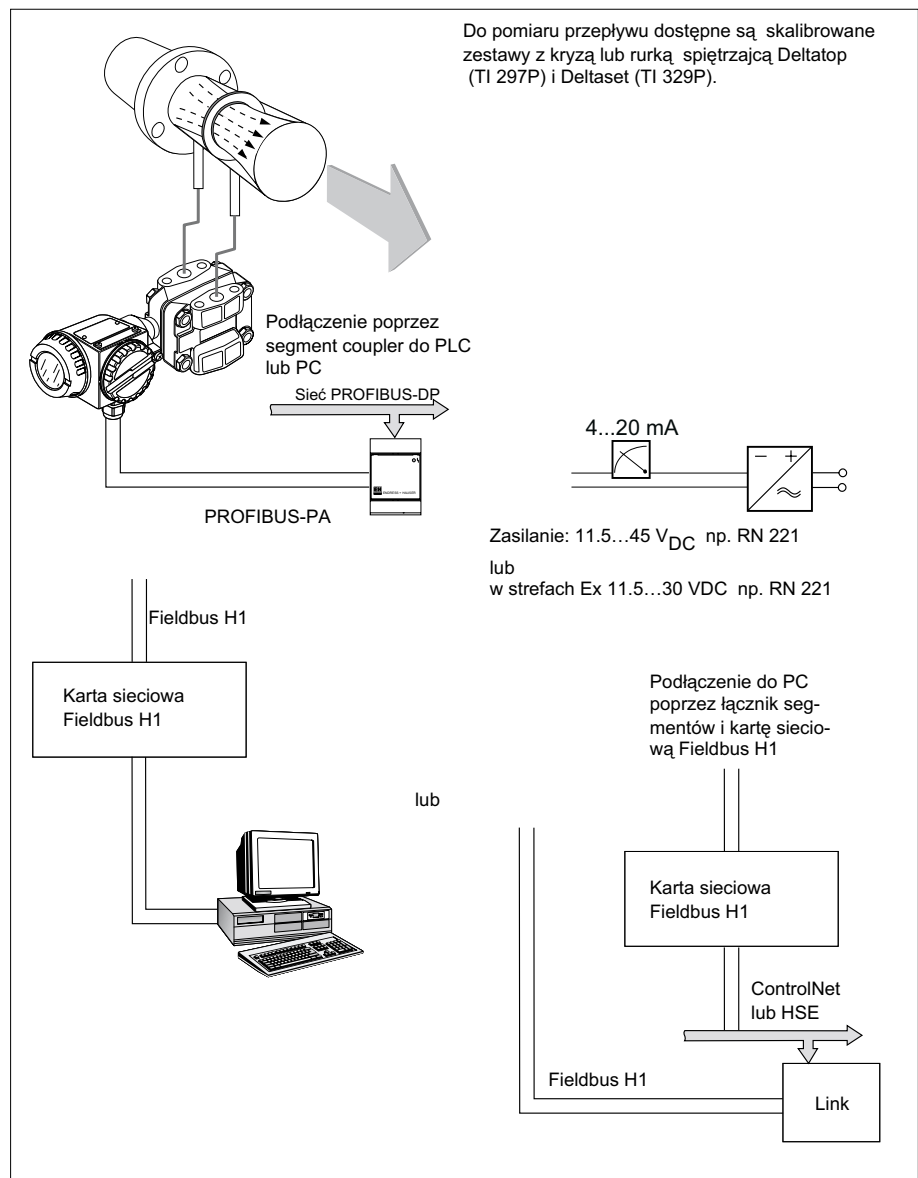 Do pomiaru przepływu dostępne są skalibrowane
zestawy z kryzą lub rurką spiętrzajcą Deltatop
(TI 297P) i Deltaset (TI 329P).
Podłączenie poprzez
segment coupler do PLC
lub PC
Sieć PROFIBUS-DP
ENDRESS + HAUSER
PROFIBUS-PA
4...20 mA
Zasilanie: 11.5…45 VDC np. RN 221
lub
w strefach Ex 11.5…30 VDC np. RN 221
Fieldbus H1
Karta sieciowa
Fieldbus H1
lub
Podłączenie do PC
poprzez łącznik seg-
mentów i kartę siecio-
wą Fieldbus H1
Karta sieciowa
Fieldbus H1
ControlNet
lub HSE
Fieldbus H1
Link